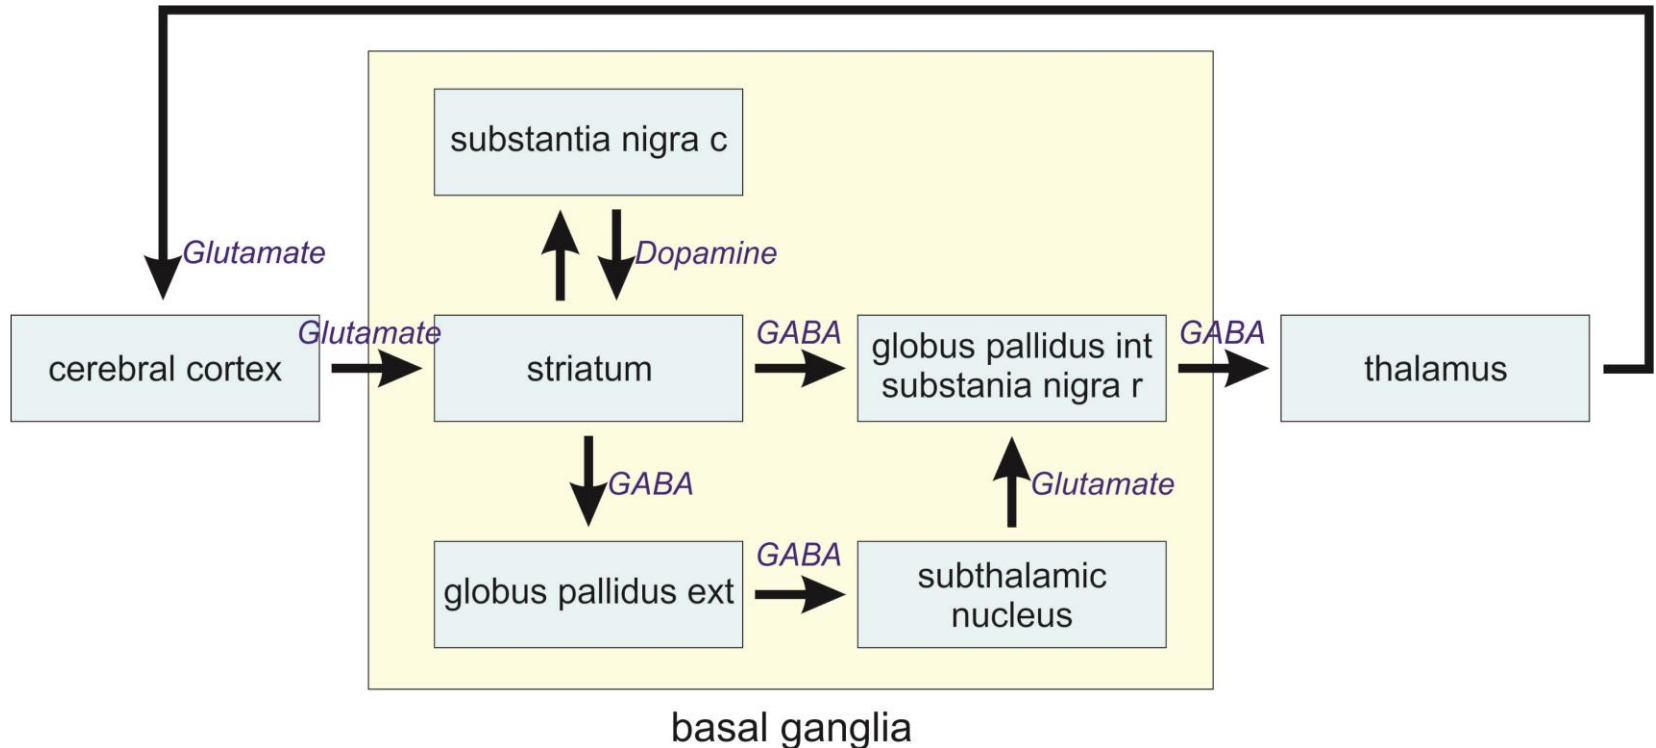 substantia nigra c
Glutamate
Dopamine
cerebral cortex
Glutamate
striatum
GABA
globus pallidus int
substania nigra r
GABA
thalamus
GABA
Glutamate
globus pallidus ext
GABA
subthalamic
nucleus
basal ganglia